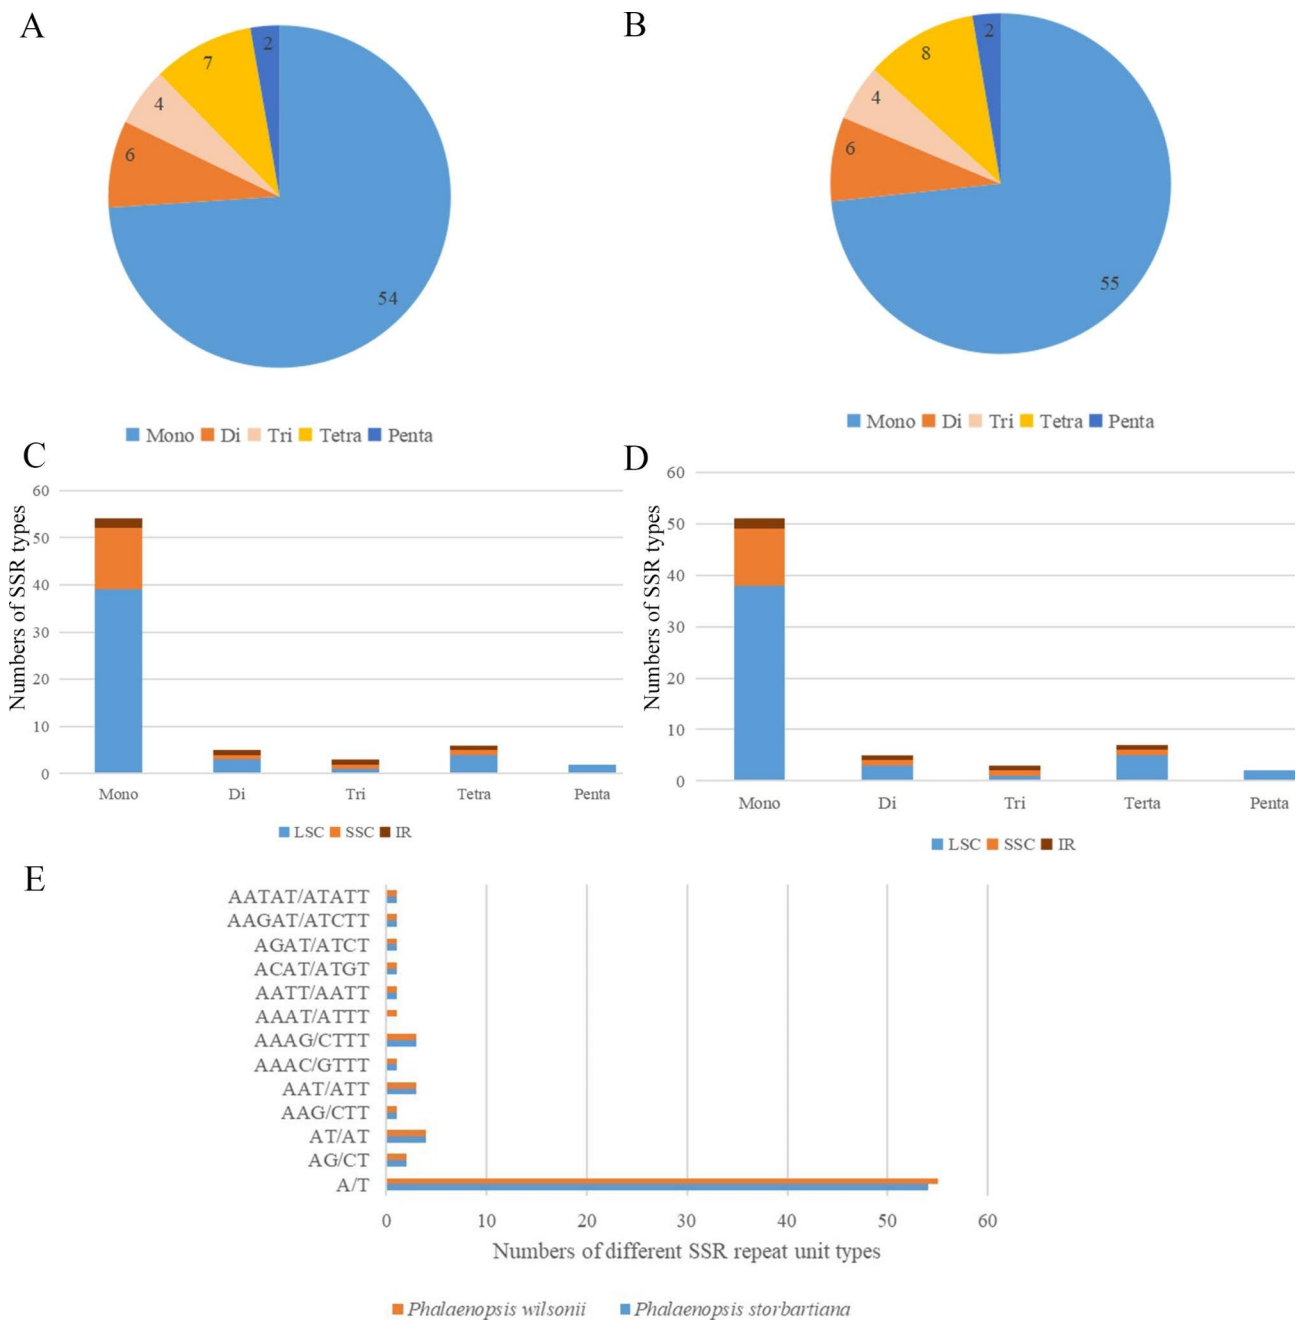 A
2
7
4
6
54
Mono Di Tri Tetra Penta
B
2
8
4
6
55
Mono Di Tri Tetra Penta
C
Numbers of SSR types
60
50
40
30
20
10
0
Mono Di Tri Tetra Penta
LSC SSC IR
D
Numbers of SSR types
60
50
40
30
20
10
0
Mono Di Tri Terta Penta
LSC SSC IR
E
AATAT/ATATT
AAGAT/ATCTT
AGAT/ATCT
ACAT/ATGT
AATT/AATT
AAAT/ATTT
AAAG/CTTT
AAAC/GTTT
AAT/ATT
AAG/CTT
AT/AT
AG/CT
A/T
0 10 20 30 40 50 60
Numbers of different SSR repeat unit types
Phalaenopsis wilsonii Phalaenopsis storbartiana